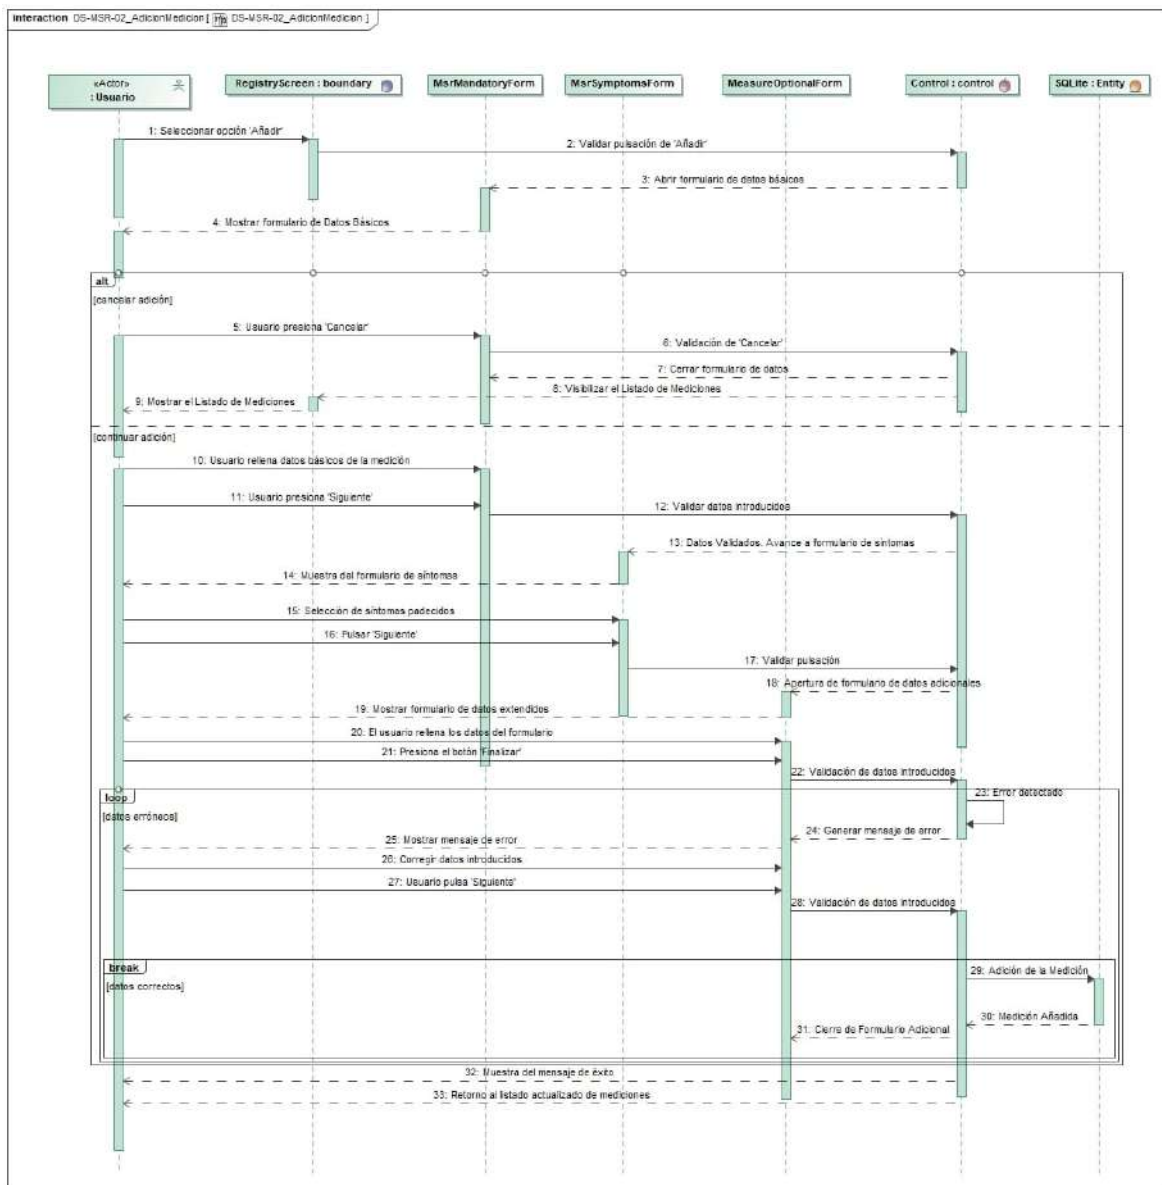 interaction DS-MSR-02_AdicionMedicion [ DS-MSR-02_AdicionMedicion ]
«Actor»
: Usuario
RegistryScreen : boundary
MsrMandatoryForm
MsrSymptomsForm
MeasureOptionalForm
Control : control
SQLite : Entity
1: Seleccionar opción 'Añadir'
2: Validar pulsación de 'Añadir'
3: Abrir formulario de datos básicos
4: Mostrar formulario de Datos Básicos
alt
[cancelar adición]
5: Usuario presiona 'Cancelar'
6: Validación de 'Cancelar'
7: Cerrar formulario de datos
8: Visibilizar el Listado de Mediciones
9: Mostrar el Listado de Mediciones
[continuar adición]
10: Usuario rellena datos básicos de la medición
11: Usuario presiona 'Siguiente'
12: Validar datos introducidos
13: Datos Validados. Avance a formulario de síntomas
14: Muestra del formulario de síntomas
15: Selección de síntomas padecidos
16: Pulsar 'Siguiente'
17: Validar pulsación
18: Apertura de formulario de datos adicionales
19: Mostrar formulario de datos extendidos
20: El usuario rellena los datos del formulario
21: Presiona el botón 'Finalizar'
22: Validación de datos introducidos
loop
23: Error detectado
[datos erróneos]
24: Generar mensaje de error
25: Mostrar mensaje de error
26: Corregir datos introducidos
27: Usuario pulsa 'Siguiente'
28: Validación de datos introducidos
break
29: Adición de la Medición
[datos correctos]
30: Medición Añadida
31: Cierre de Formulario Adicional
32: Muestra del mensaje de éxito
33: Retorno al listado actualizado de mediciones